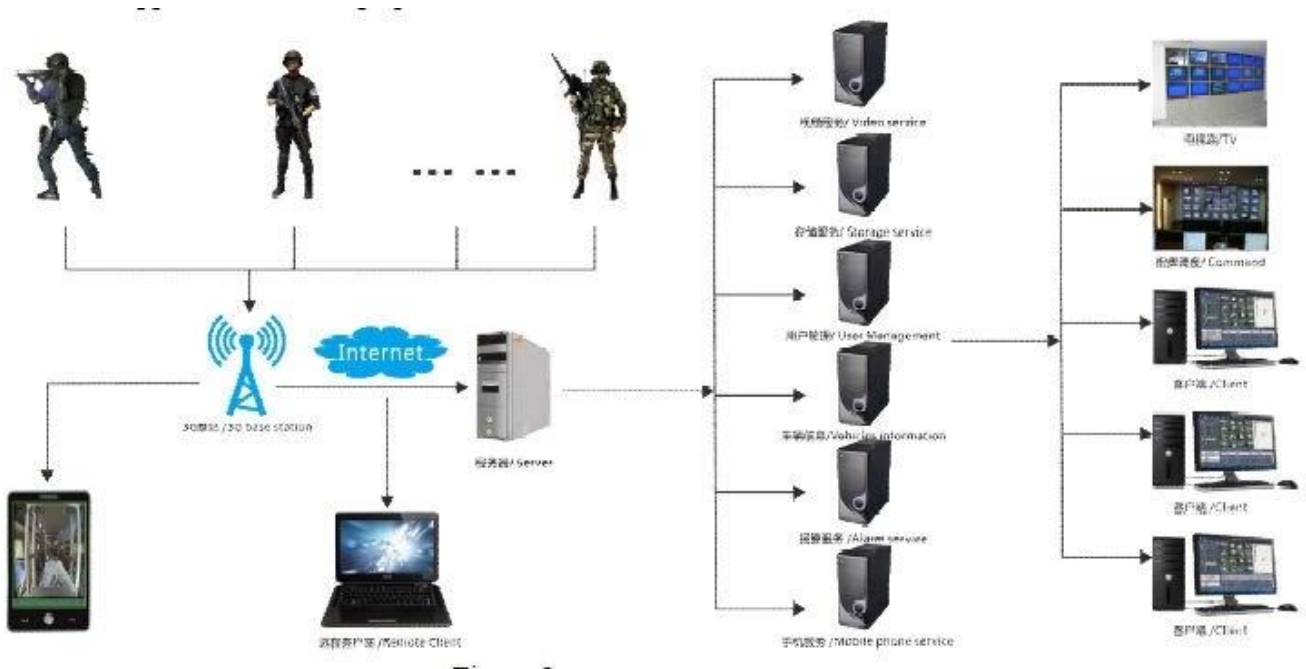 视频服务/ Video service
电视墙/TV
存储服务/ Storage service
指挥调度/ Command
Internet
用户管理/ User Management
客户端 /Client
3G基站 /3G base station
车辆信息/Vehicles information
服务器/ Server
客户端 /Client
报警服务 /Alarm service
远程客户端 /Remote Client
手机服务 /Mobile phone service
客户端 /Client